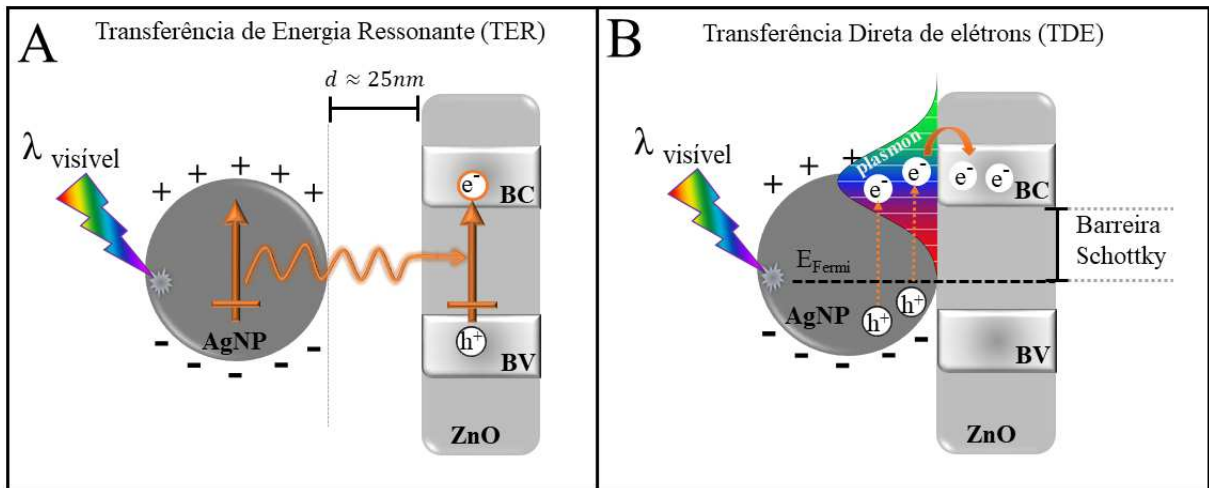 A
Transferência de Energia Ressonante (TER)
d ≈ 25nm
λ visível
+ + + + +
e-
BC
AgNP
h+
BV
- - - - - -
ZnO
B
Transferência Direta de elétrons (TDE)
λ visível
+ + +
plasmon
e- e- e- e-
BC
Barreira
Schottky
E Fermi
AgNP
h+ h+
BV
- - - - - -
ZnO